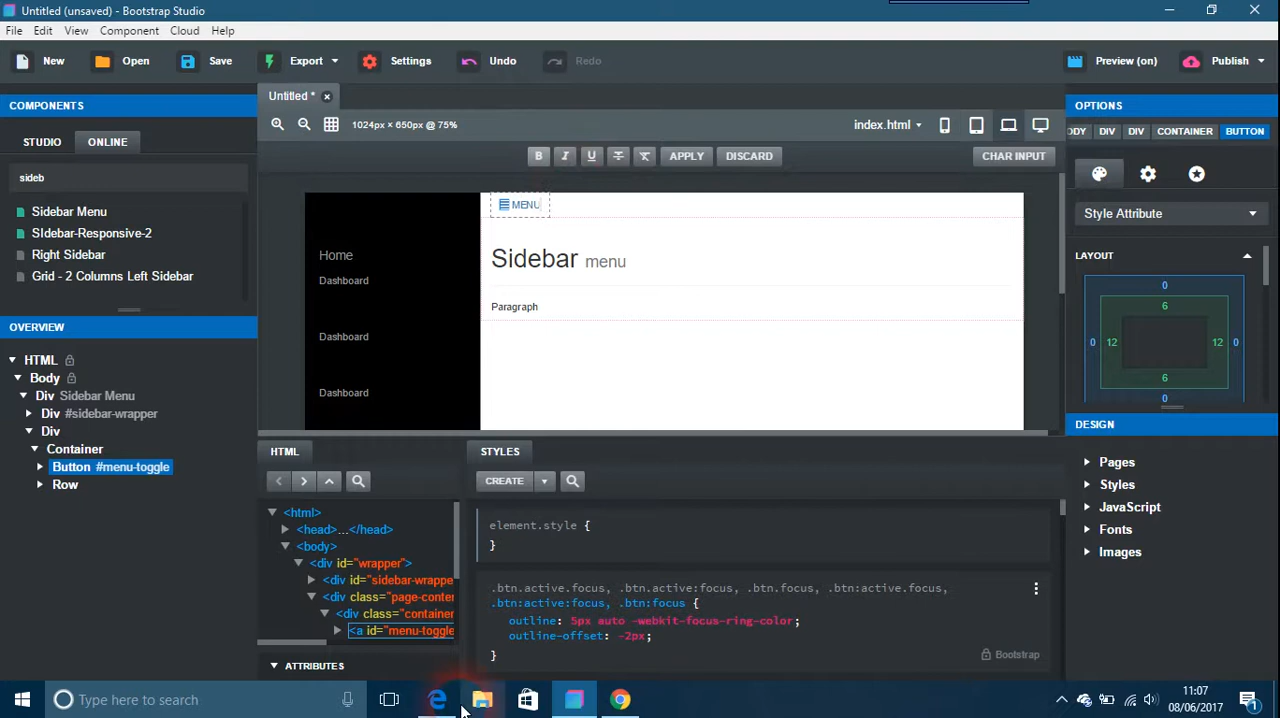 Untitled (unsaved) - Bootstrap Studio
File Edit View Component Cloud Help
New Open Save Export Settings Undo Redo Preview (on) Publish
COMPONENTS
STUDIO ONLINE
sideb
Sidebar Menu
SIdebar-Responsive-2
Right Sidebar
Grid - 2 Columns Left Sidebar
OVERVIEW
HTML
Body
Div Sidebar Menu
Div #sidebar-wrapper
Div
Container
Button #menu-toggle
Row
Untitled *
1024px × 650px @ 75%
index.html
B I U S T APPLY DISCARD CHAR INPUT
Home
Dashboard
Dashboard
Dashboard
MENU
Sidebar menu
Paragraph
HTML
<html>
<head>...</head>
<body>
<div id="wrapper">
<div id="sidebar-wrappe
<div class="page-conter
<div class="container
<a id="menu-toggle
ATTRIBUTES
STYLES
CREATE
element.style {
}
.btn.active.focus, .btn.active:focus, .btn.focus, .btn:active.focus,
.btn:active:focus, .btn:focus {
outline: 5px auto -webkit-focus-ring-color;
outline-offset: -2px;
}
Bootstrap
OPTIONS
ODY DIV DIV CONTAINER BUTTON
Style Attribute
LAYOUT
0
6
0 12 12 0
6
0
DESIGN
Pages
Styles
JavaScript
Fonts
Images
Type here to search
11:07
08/06/2017
1